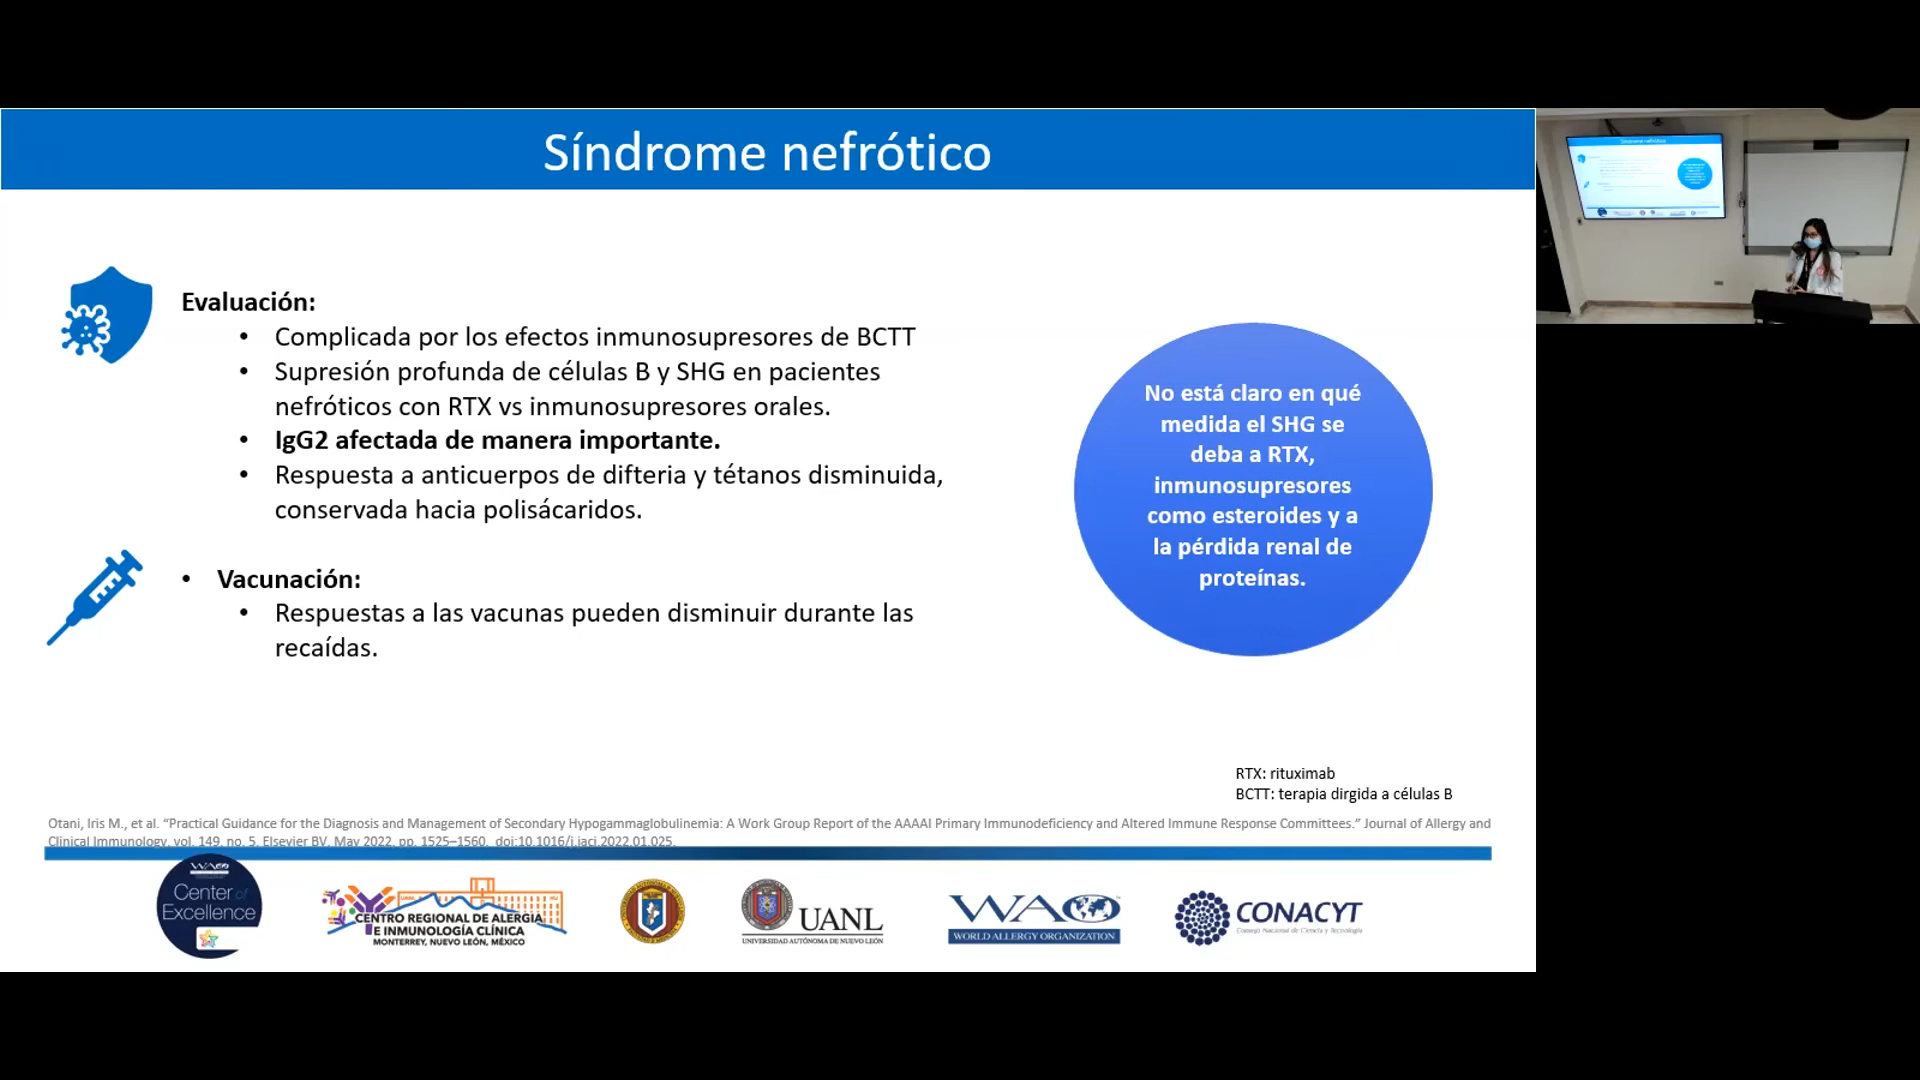 Síndrome nefrótico
Evaluación:
• Complicada por los efectos inmunosupresores de BCTT
• Supresión profunda de células B y SHG en pacientes
nefróticos con RTX vs inmunosupresores orales.
• IgG2 afectada de manera importante.
• Respuesta a anticuerpos de difteria y tétanos disminuida,
conservada hacia polisácaridos.
• Vacunación:
• Respuestas a las vacunas pueden disminuir durante las
recaídas.
No está claro en qué
medida el SHG se
deba a RTX,
inmunosupresores
como esteroides y a
la pérdida renal de
proteínas.
RTX: rituximab
BCTT: terapia dirgida a células B
Otani, Iris M., et al. “Practical Guidance for the Diagnosis and Management of Secondary Hypogammaglobulinemia: A Work Group Report of the AAAAI Primary Immunodeficiency and Altered Immune Response Committees.” Journal of Allergy and
Clinical Immunology, vol. 149, no. 5, Elsevier BV, May 2022, pp. 1525–1560, doi:10.1016/j.jaci.2022.01.025.
WAO
Center of
Excellence
CENTRO REGIONAL DE ALERGIA
E INMUNOLOGÍA CLÍNICA
MONTERREY, NUEVO LEÓN, MÉXICO
UANL
UNIVERSIDAD AUTÓNOMA DE NUEVO LEÓN
WAO
WORLD ALLERGY ORGANIZATION
CONACYT
Consejo Nacional de Ciencia y Tecnología